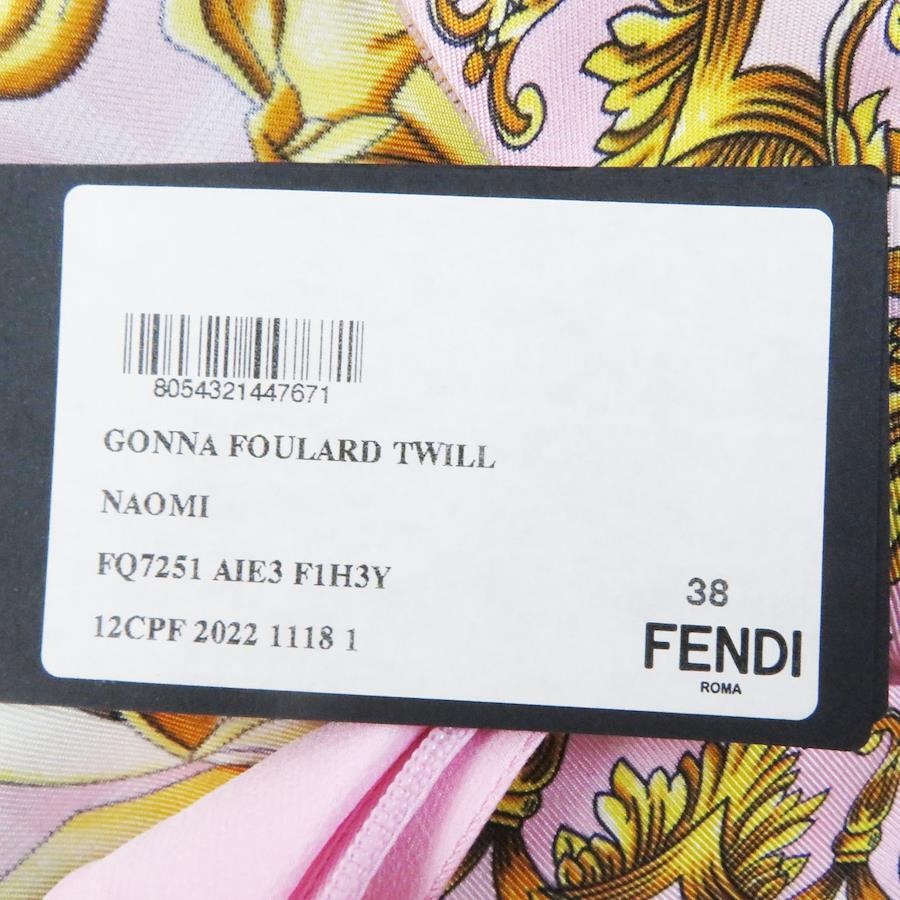 8054321447671
GONNA FOULARD TWILL
NAOMI
FQ7251 AIE3 F1H3Y
12CPF 2022 1118 1
38
FENDI
ROMA